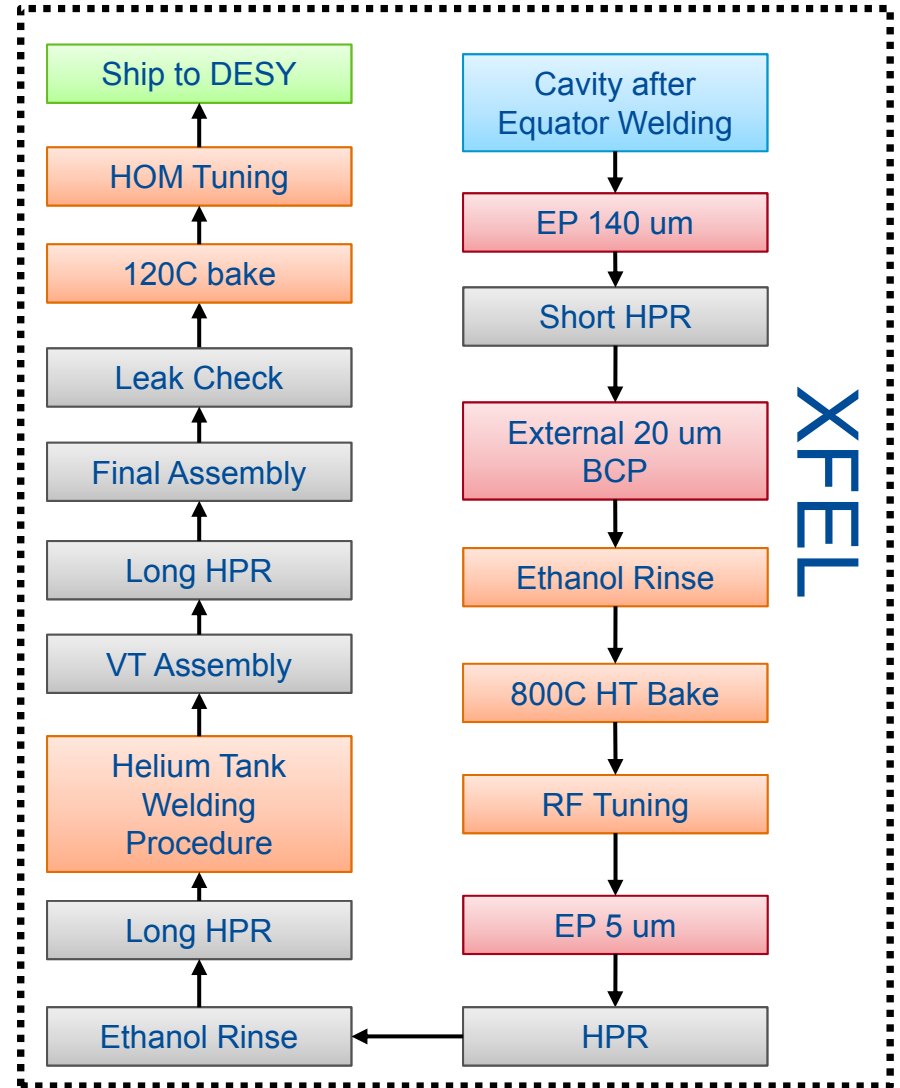 Cavity after
Equator Welding
EP 140 um
Short HPR
External 20 um
BCP
Ethanol Rinse
800C HT Bake
RF Tuning
EP 5 um
HPR
Ethanol Rinse
Long HPR
Helium Tank
Welding
Procedure
VT Assembly
Long HPR
Final Assembly
Leak Check
120C bake
HOM Tuning
Ship to DESY
XFEL